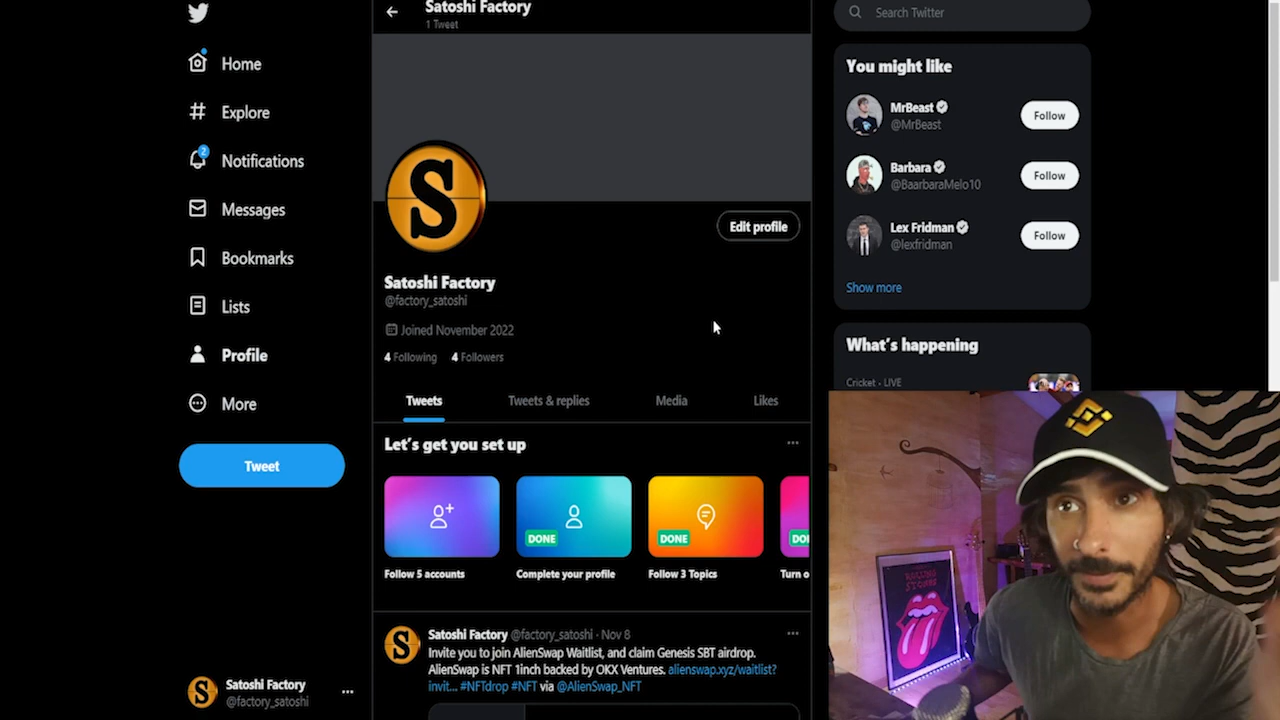 Home
Explore
2
Notifications
Messages
Bookmarks
Lists
Profile
More
Tweet
Satoshi Factory
@factory_satoshi
Satoshi Factory
1 Tweet
S
Edit profile
Satoshi Factory
@factory_satoshi
Joined November 2022
4 Following 4 Followers
Tweets Tweets & replies Media Likes
Let's get you set up
DONE DONE
Follow 5 accounts Complete your profile Follow 3 Topics Turn o
Satoshi Factory @factory_satoshi · Nov 8
Invite you to join AlienSwap Waitlist, and claim Genesis SBT airdrop.
AlienSwap is NFT 1inch backed by OKX Ventures. alienswap.xyz/waitlist?
invit... #NFTdrop #NFT via @AlienSwap_NFT
Search Twitter
You might like
MrBeast
@MrBeast
Follow
Barbara
@BaarbaraMelo10
Follow
Lex Fridman
@lexfridman
Follow
Show more
What's happening
Cricket · LIVE
ROLLING
STONES